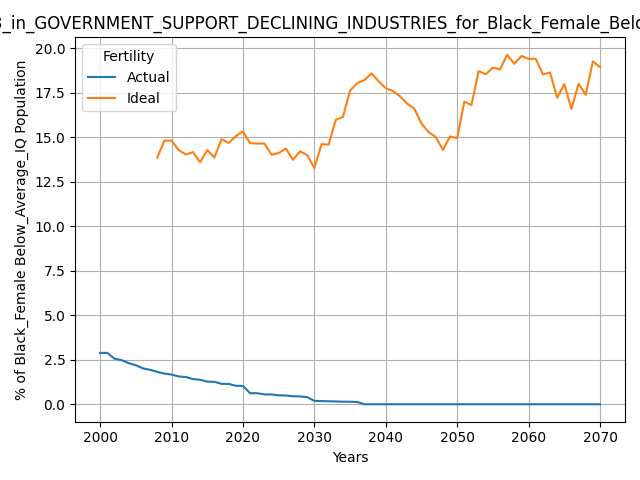 _in_GOVERNMENT_SUPPORT_DECLINING_INDUSTRIES_for_Black_Female_Belo
Fertility
Actual
Ideal
% of Black_Female Below_Average_IQ Population
20.0
17.5
15.0
12.5
10.0
7.5
5.0
2.5
0.0
2000 2010 2020 2030 2040 2050 2060 2070
Years